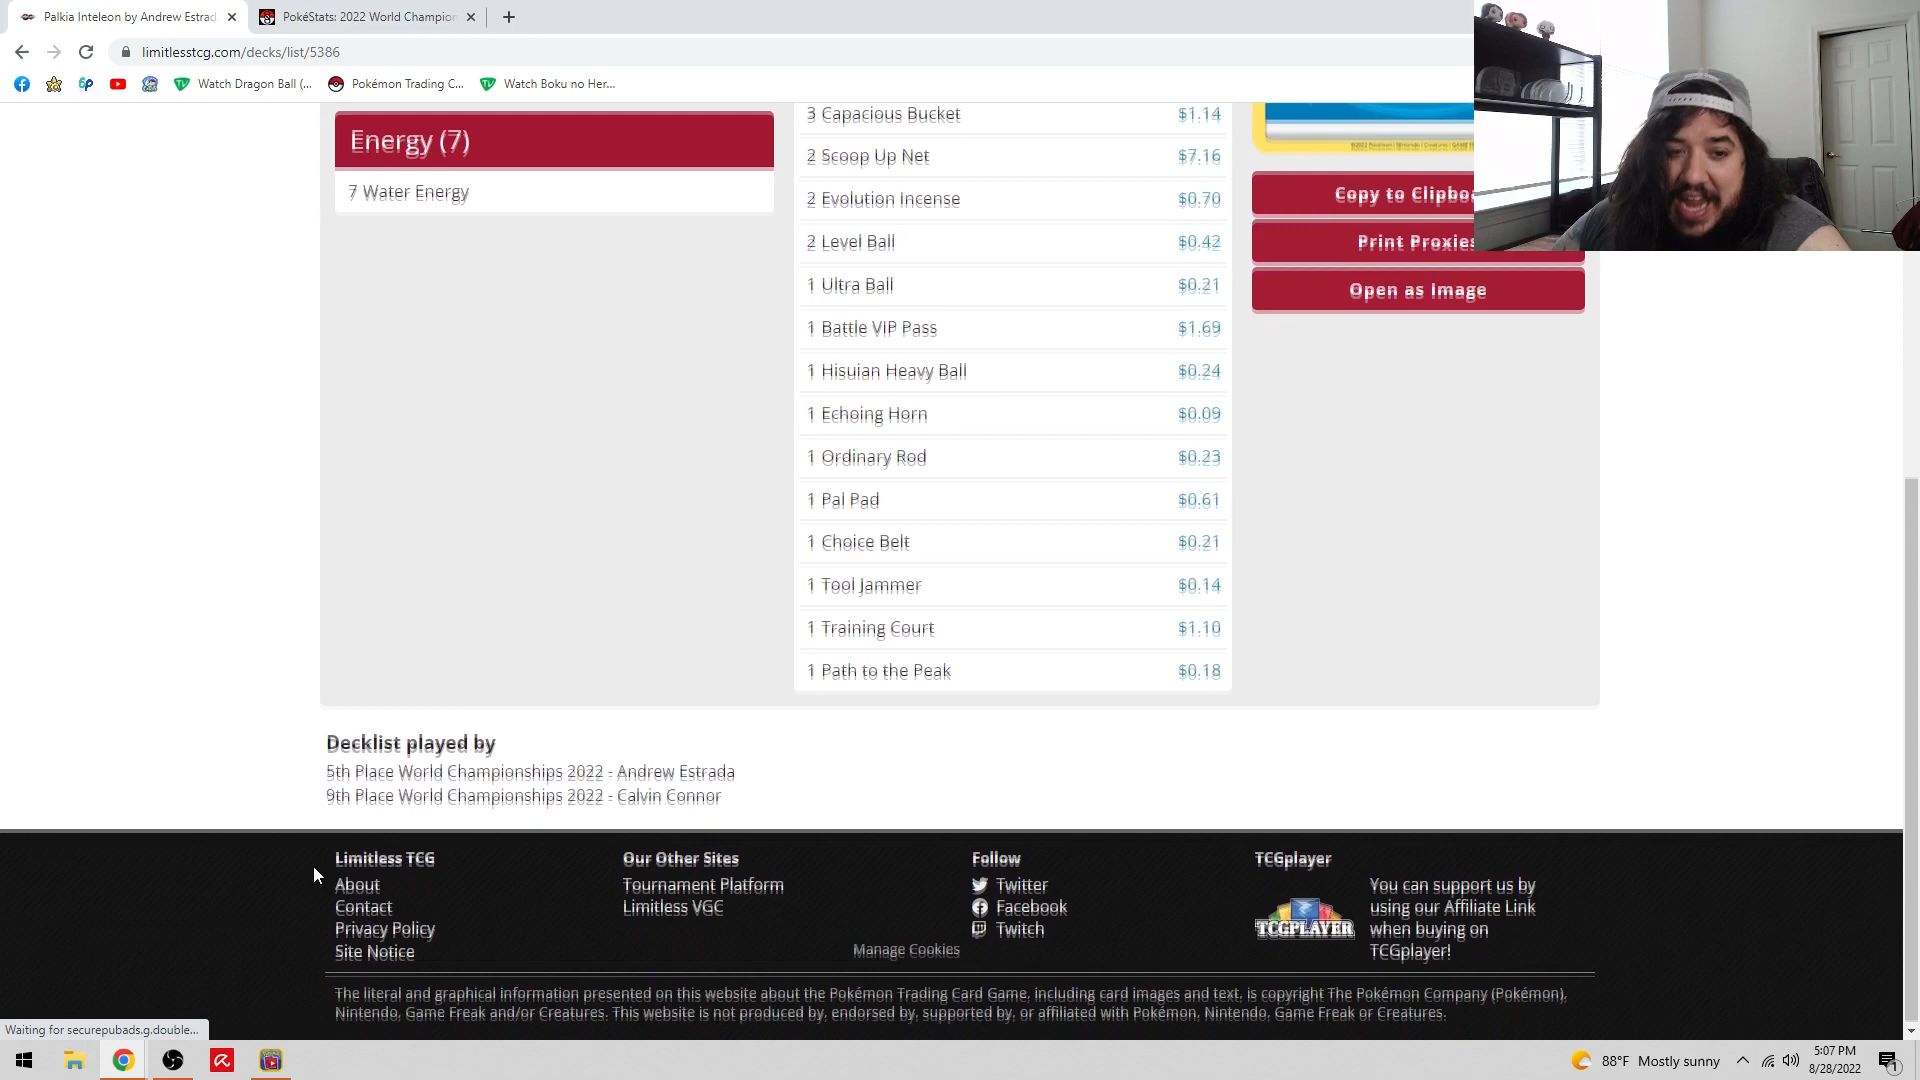 Palkia Inteleon by Andrew Estrad
PokéStats: 2022 World Champion
limitlesstcg.com/decks/list/5386
Watch Dragon Ball (...
Pokémon Trading C...
Watch Boku no Her...
Energy (7)
7 Water Energy
3 Capacious Bucket $1.14
2 Scoop Up Net $7.16
2 Evolution Incense $0.70
2 Level Ball $0.42
1 Ultra Ball $0.21
1 Battle VIP Pass $1.69
1 Hisuian Heavy Ball $0.24
1 Echoing Horn $0.09
1 Ordinary Rod $0.23
1 Pal Pad $0.61
1 Choice Belt $0.21
1 Tool Jammer $0.14
1 Training Court $1.10
1 Path to the Peak $0.18
Copy to Clipbo
Print Proxies
Open as Image
Decklist played by
5th Place World Championships 2022 - Andrew Estrada
9th Place World Championships 2022 - Calvin Connor
Limitless TCG
About
Contact
Privacy Policy
Site Notice
Our Other Sites
Tournament Platform
Limitless VGC
Follow
Twitter
Facebook
Twitch
TCGplayer
TCGPLAYER
You can support us by
using our Affiliate Link
when buying on
TCGplayer!
Manage Cookies
The literal and graphical information presented on this website about the Pokémon Trading Card Game, including card images and text, is copyright The Pokémon Company (Pokémon),
Nintendo, Game Freak and/or Creatures. This website is not produced by, endorsed by, supported by, or affiliated with Pokémon, Nintendo, Game Freak or Creatures.
Waiting for securepubads.g.double...
88°F Mostly sunny
5:07 PM
8/28/2022
1